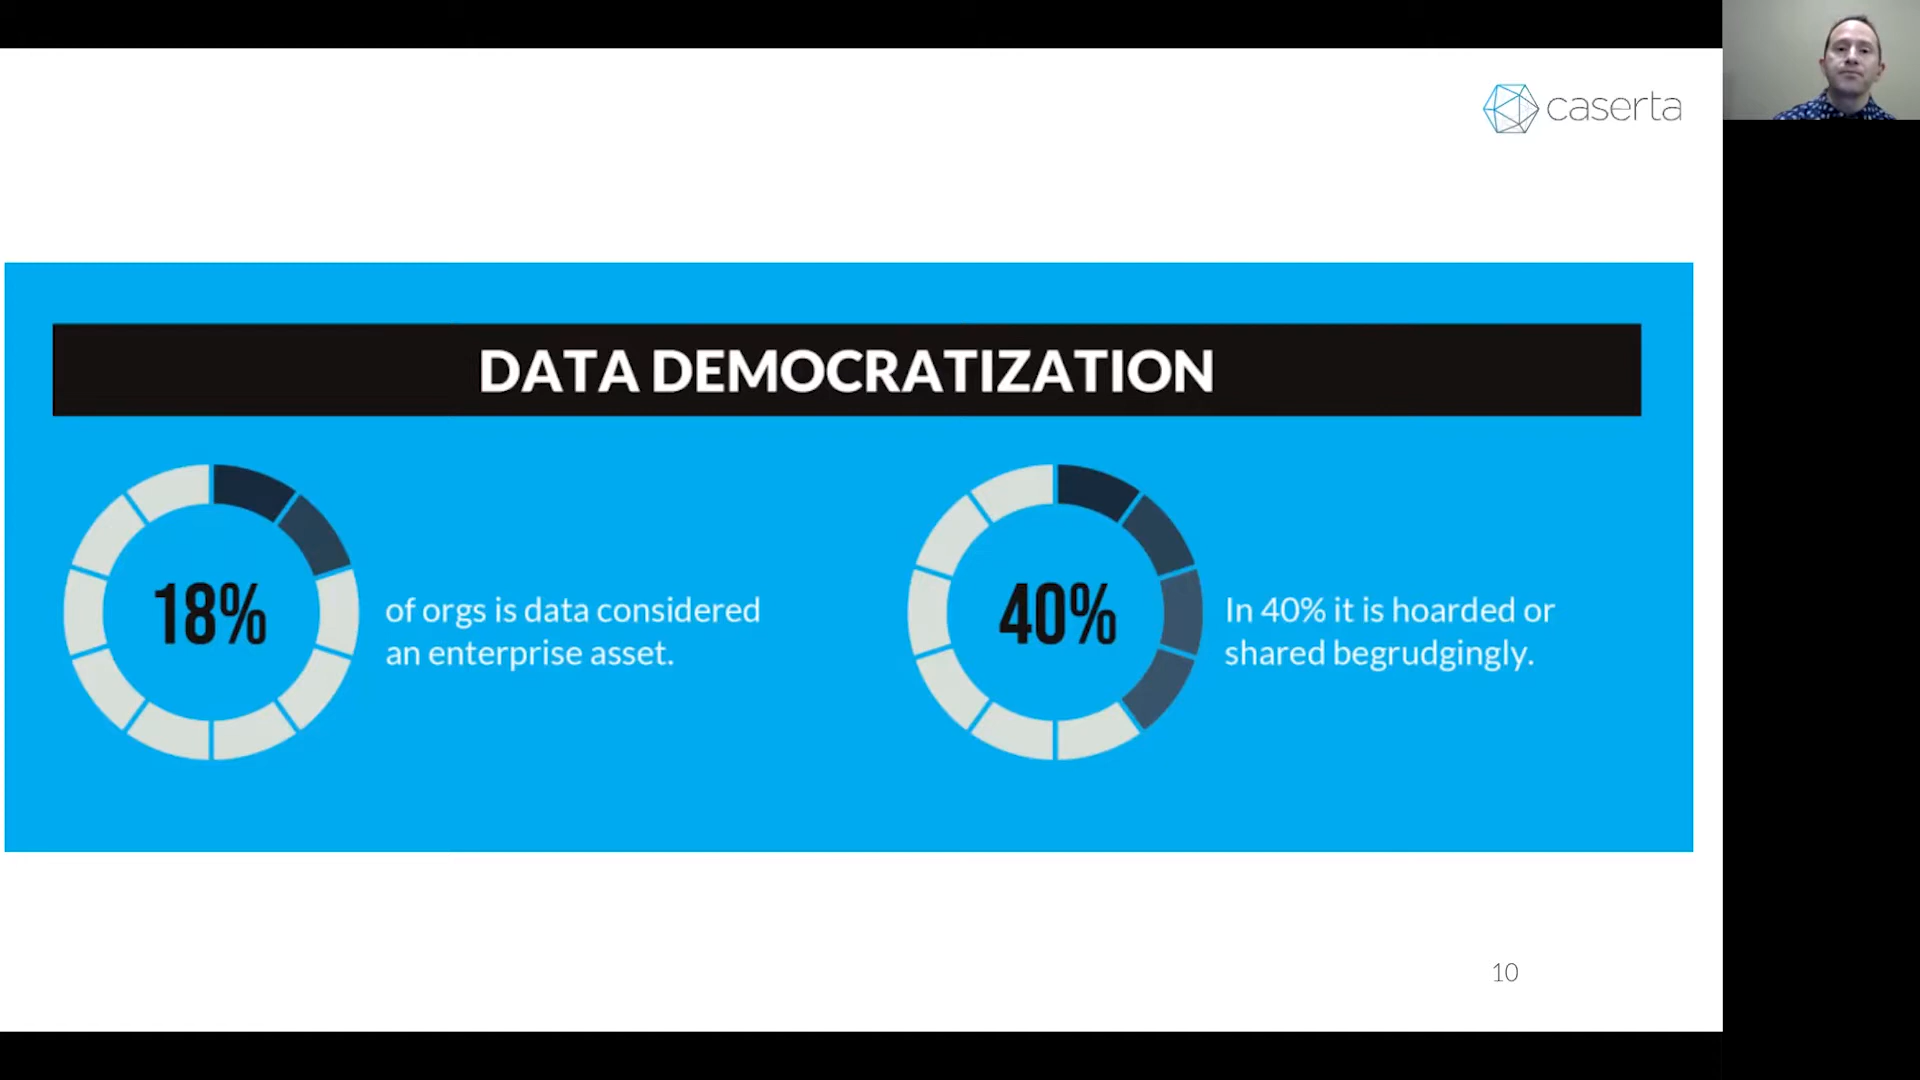 caserta
DATA DEMOCRATIZATION
18%
of orgs is data considered
an enterprise asset.
40%
In 40% it is hoarded or
shared begrudgingly.
10